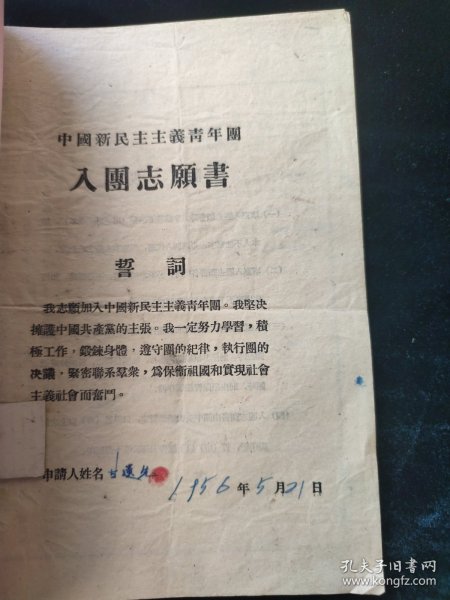 中國新民主主義青年團
入團志願書
誓詞
我志願加入中國新民主主義青年團。我堅决
擁護中國共產黨的主張。我一定努力學習，積
極工作，鍛鍊身體，遵守團的紀律，執行團的
决議，緊密聯系羣衆，爲保衛祖國和實現社會
主義社會而奮鬥。
申請人姓名 甘
1956年5月21日
孔夫子旧书网
www.kongfz.com